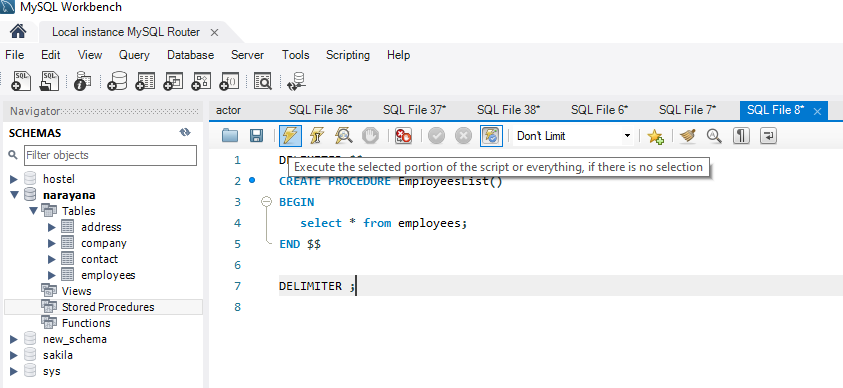 MySQL Workbench
Local instance MySQL Router ×
File Edit View Query Database Server Tools Scripting Help
Navigator
SCHEMAS
Filter objects
hostel
narayana
Tables
address
company
contact
employees
Views
Stored Procedures
Functions
new_schema
sakila
sys
actor SQL File 36* SQL File 37* SQL File 38* SQL File 6* SQL File 7* SQL File 8* ×
Don't Limit
1
Execute the selected portion of the script or everything, if there is no selection
2 CREATE PROCEDURE EmployeesList()
3 BEGIN
4 select * from employees;
5 END $$
6
7 DELIMITER ;
8